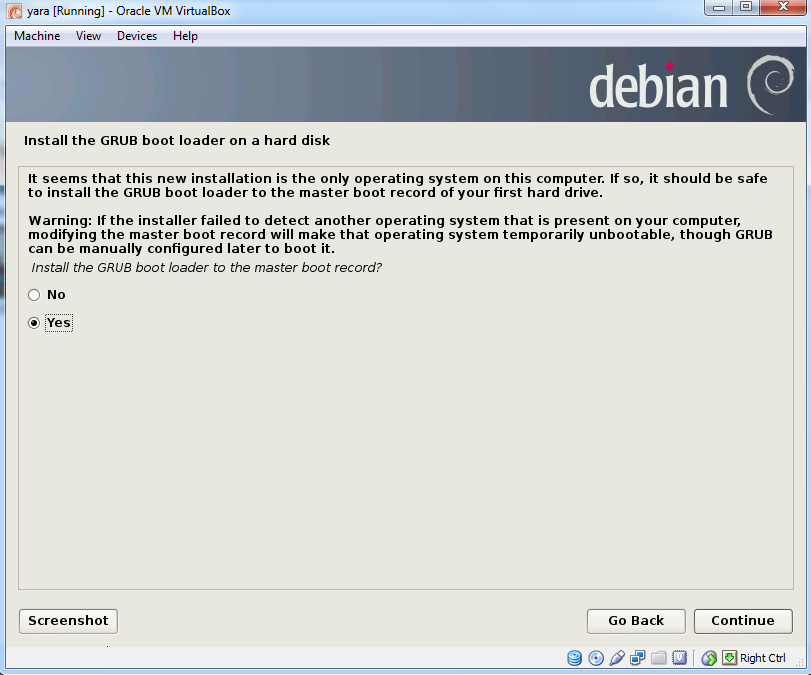 yara [Running] - Oracle VM VirtualBox
Machine View Devices Help
debian
Install the GRUB boot loader on a hard disk
It seems that this new installation is the only operating system on this computer. If so, it should be safe
to install the GRUB boot loader to the master boot record of your first hard drive.
Warning: If the installer failed to detect another operating system that is present on your computer,
modifying the master boot record will make that operating system temporarily unbootable, though GRUB
can be manually configured later to boot it.
Install the GRUB boot loader to the master boot record?
No
Yes
Screenshot Go Back Continue
Right Ctrl